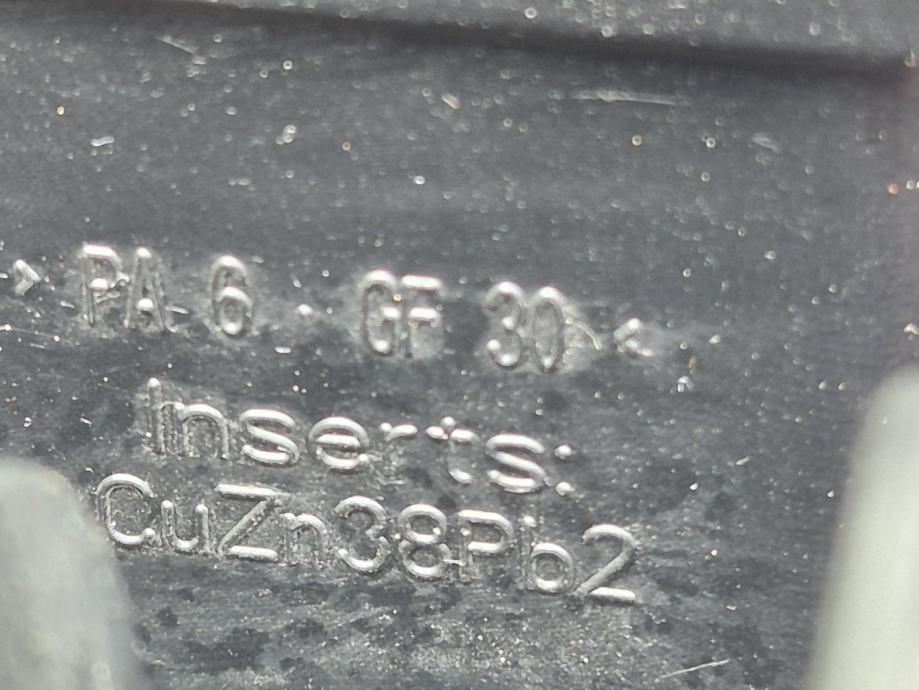 >PA 6 · GF 30<
Inserts:
CuZn38Pb2